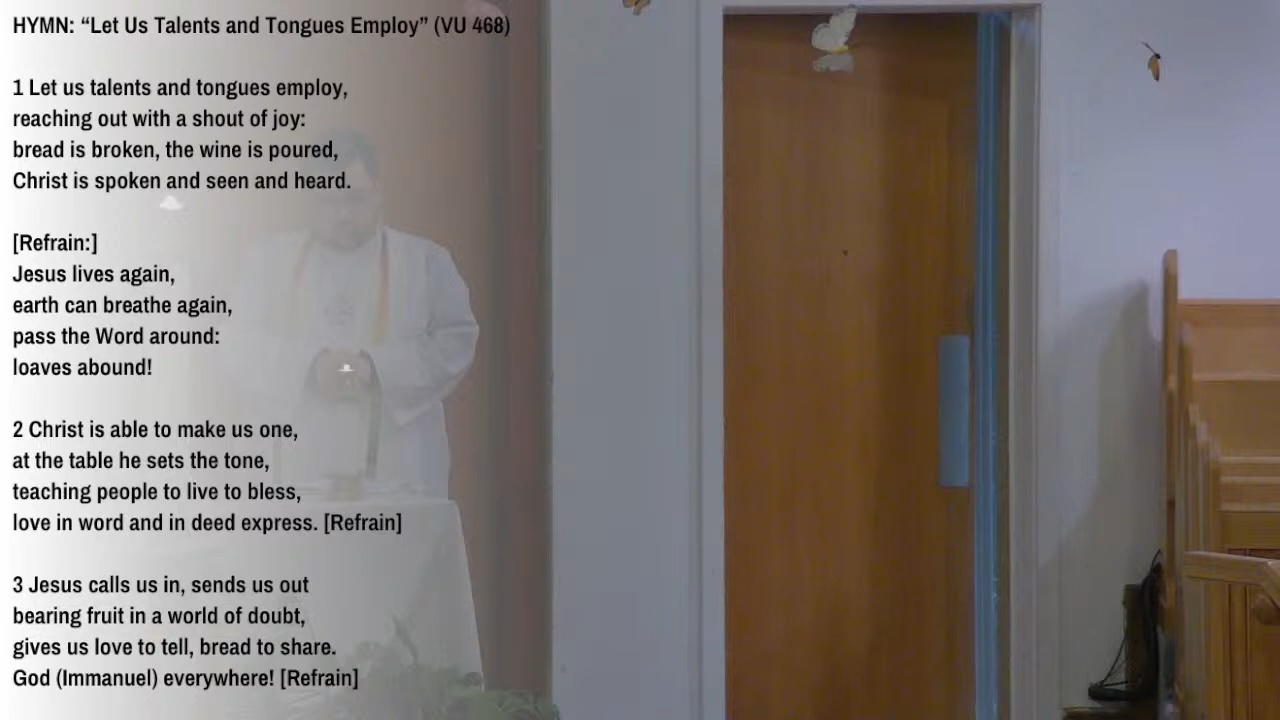 HYMN: “Let Us Talents and Tongues Employ” (VU 468)
1 Let us talents and tongues employ,
reaching out with a shout of joy:
bread is broken, the wine is poured,
Christ is spoken and seen and heard.
[Refrain:]
Jesus lives again,
earth can breathe again,
pass the Word around:
loaves abound!
2 Christ is able to make us one,
at the table he sets the tone,
teaching people to live to bless,
love in word and in deed express. [Refrain]
3 Jesus calls us in, sends us out
bearing fruit in a world of doubt,
gives us love to tell, bread to share.
God (Immanuel) everywhere! [Refrain]